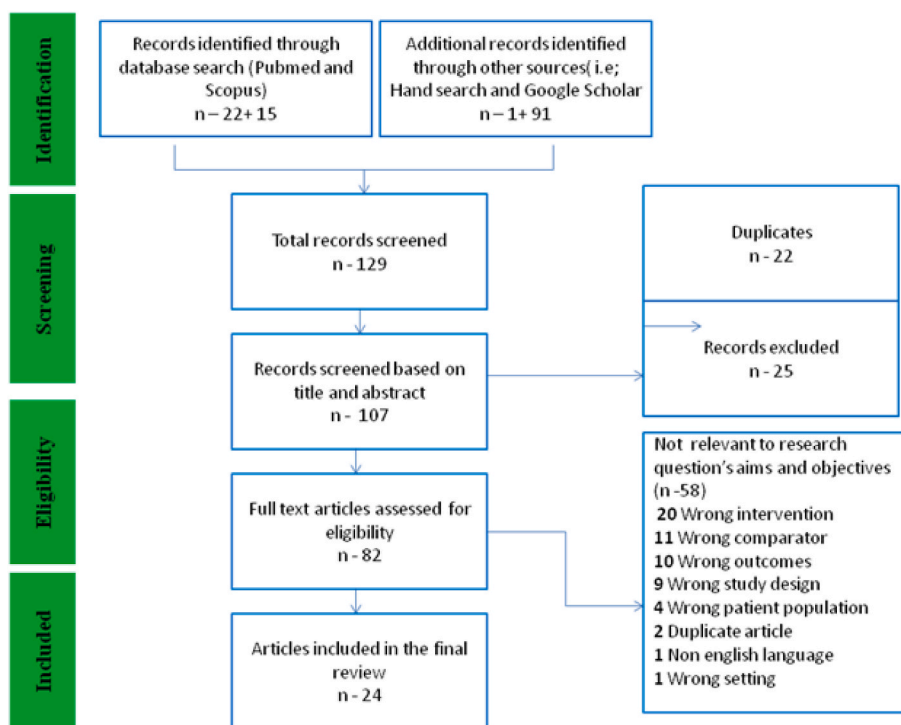 Identification
Records identified through
database search (Pubmed and
Scopus)
n – 22+ 15
Additional records identified
through other sources( i.e;
Hand search and Google Scholar
n – 1+ 91
Screening
Total records screened
n - 129
Duplicates
n - 22
Records screened based on
title and abstract
n - 107
Records excluded
n - 25
Eligibility
Full text articles assessed for
eligibility
n - 82
Not relevant to research
question's aims and objectives
(n -58)
20 Wrong intervention
11 Wrong comparator
10 Wrong outcomes
9 Wrong study design
4 Wrong patient population
2 Duplicate article
1 Non english language
1 Wrong setting
Included
Articles included in the final
review
n - 24